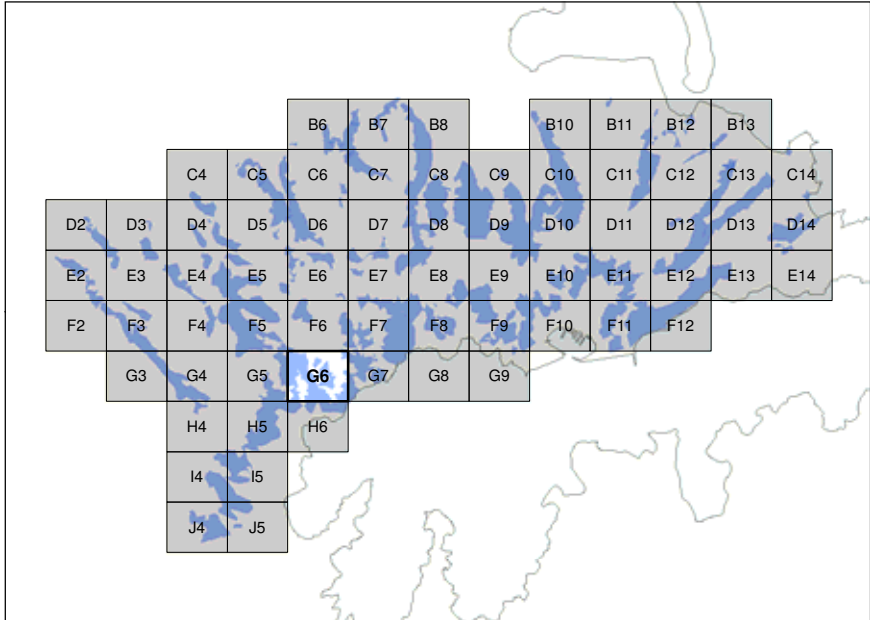 B6 B7 B8 B10 B11 B12 B13
C4 C5 C6 C7 C8 C9 C10 C11 C12 C13 C14
D2 D3 D4 D5 D6 D7 D8 D9 D10 D11 D12 D13 D14
E2 E3 E4 E5 E6 E7 E8 E9 E10 E11 E12 E13 E14
F2 F3 F4 F5 F6 F7 F8 F9 F10 F11 F12
G3 G4 G5 G6 G7 G8 G9
H4 H5 H6
I4 I5
J4 J5